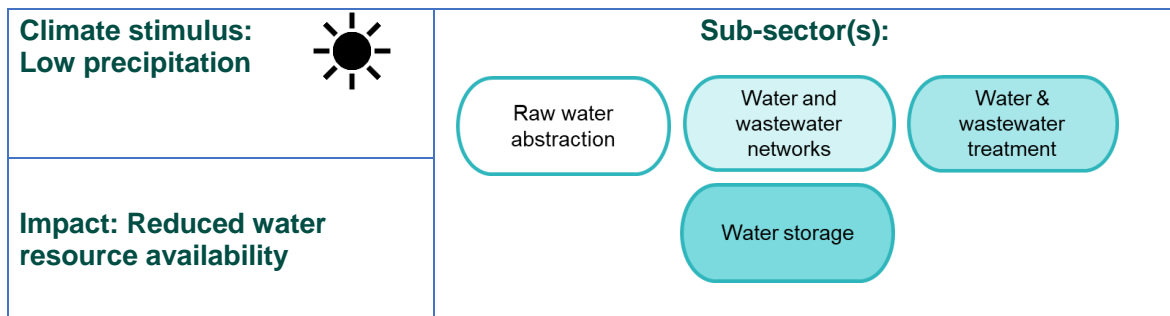 Climate stimulus:
Low precipitation
Impact: Reduced water
resource availability
Sub-sector(s):
Raw water
abstraction
Water and
wastewater
networks
Water &
wastewater
treatment
Water storage